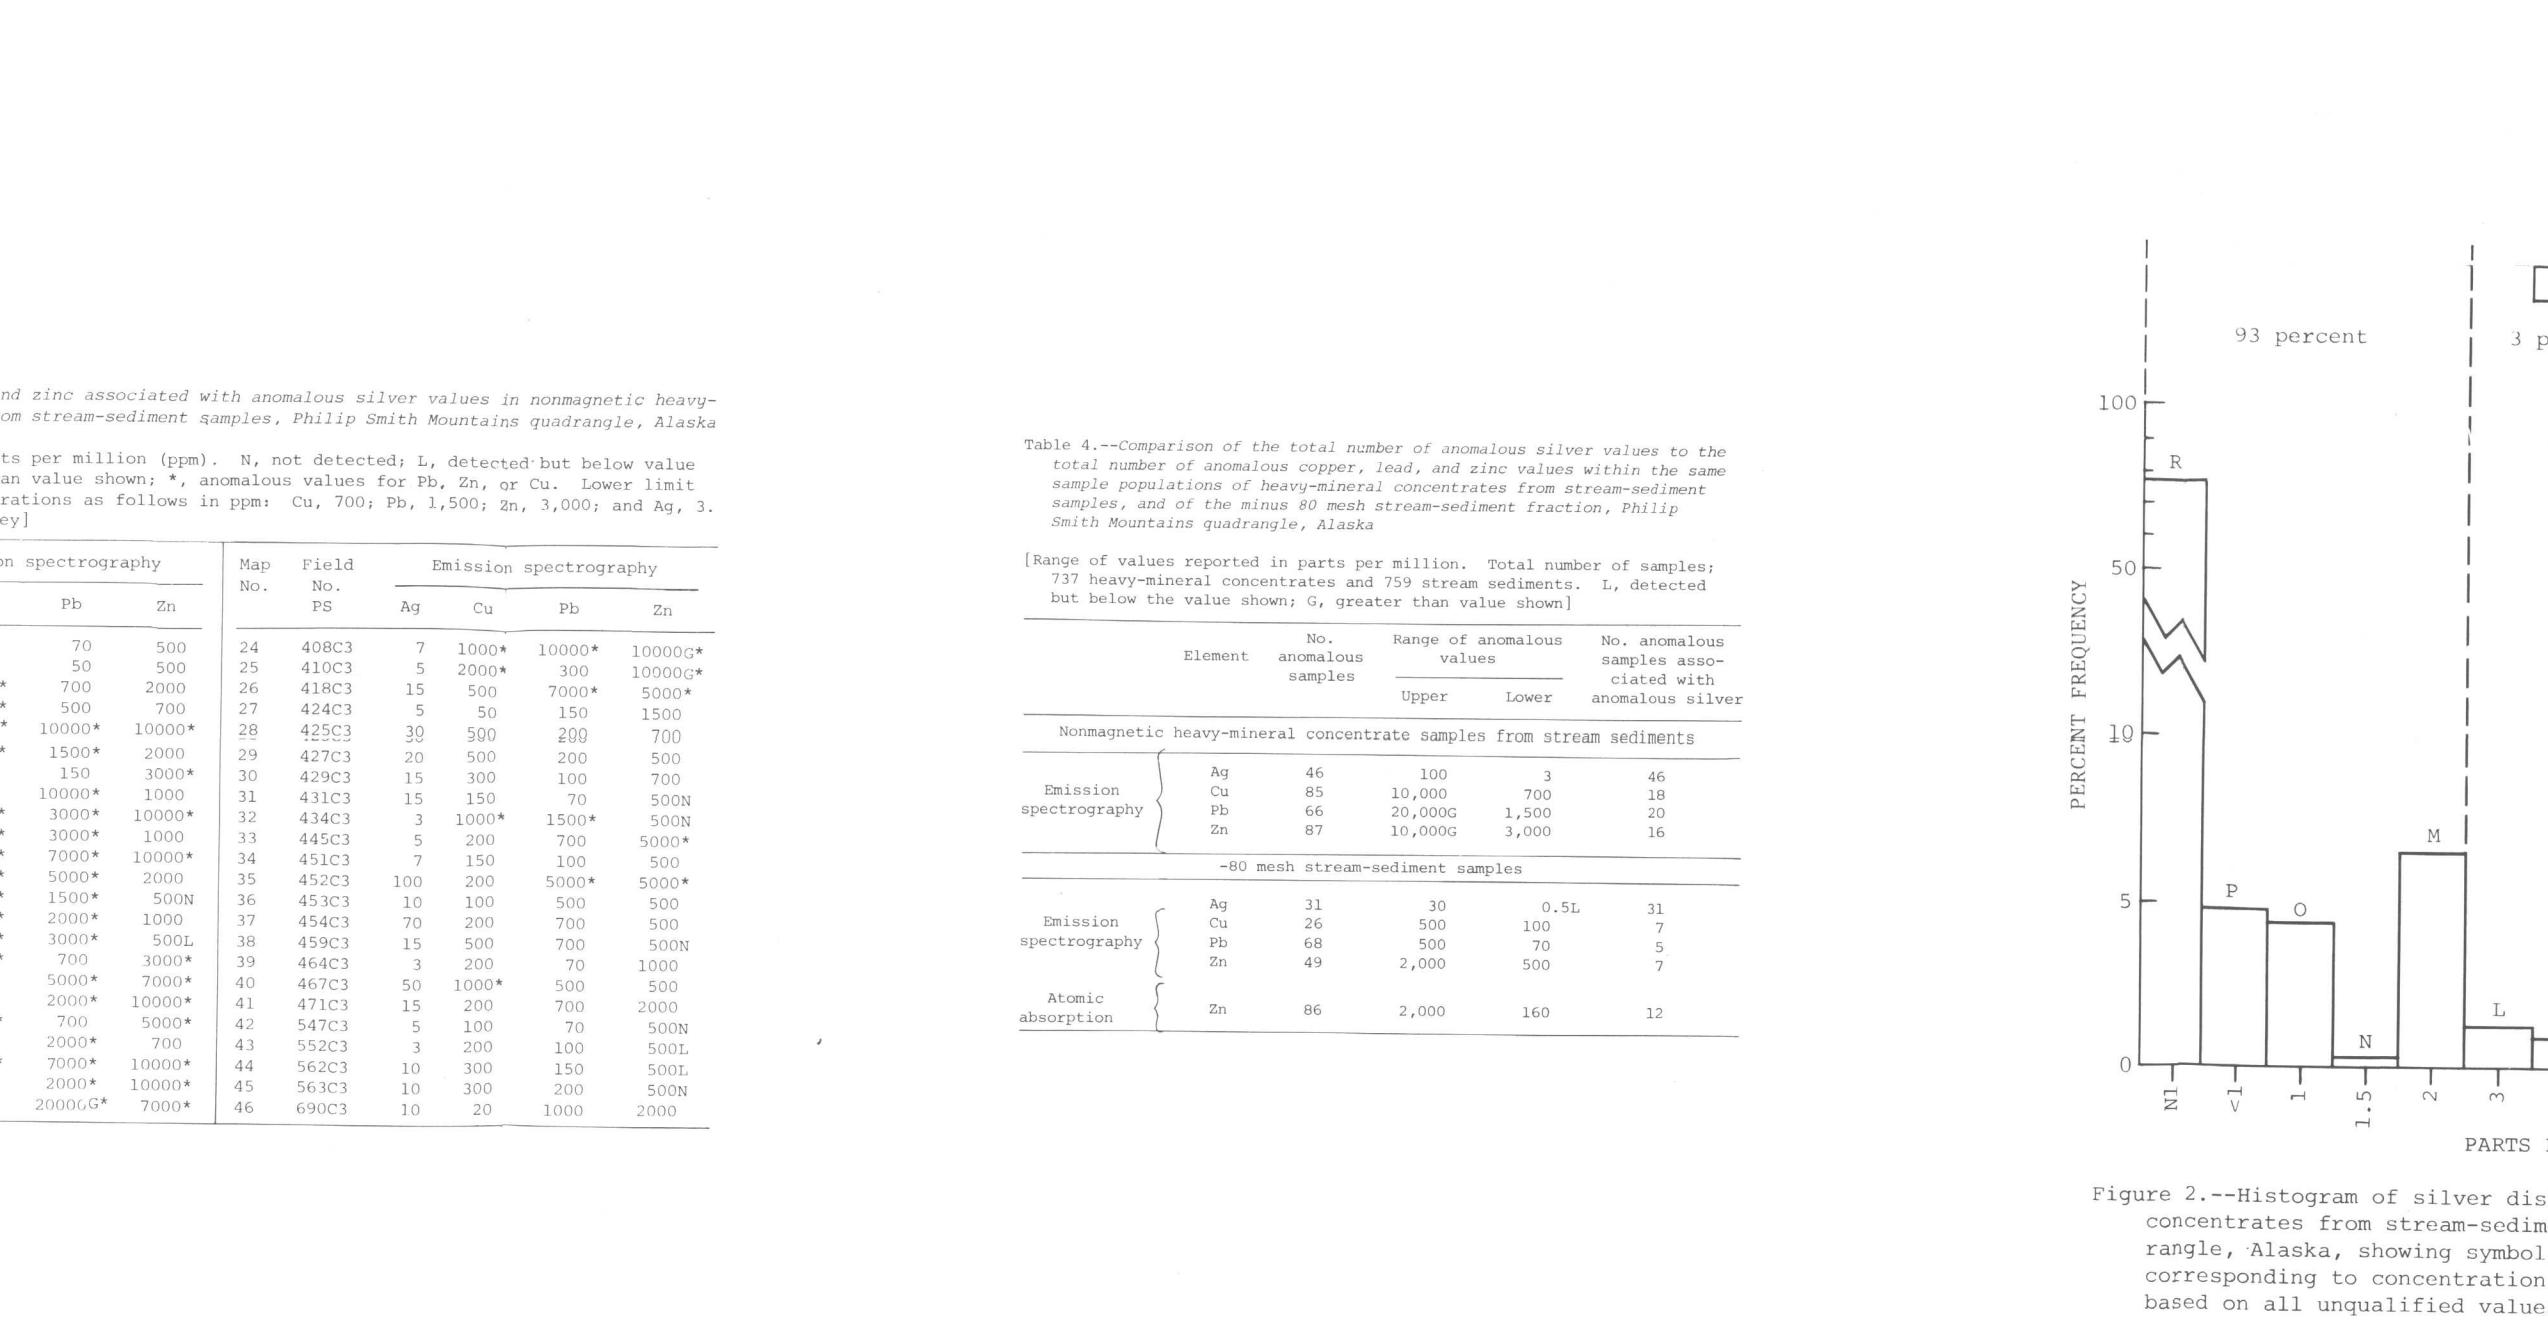 nd zinc associated with anomalous silver values in nonmagnetic heavy-
om stream-sediment samples, Philip Smith Mountains quadrangle, Alaska
ts per million (ppm). N, not detected; L, detected but below value
an value shown; *, anomalous values for Pb, Zn, or Cu. Lower limit
rations as follows in ppm: Cu, 700; Pb, 1,500; Zn, 3,000; and Ag, 3.
ey]
on spectrography Map Field Emission spectrography
No. No.
Pb Zn PS Ag Cu Pb Zn
70 500 24 408C3 7 1000* 10000* 10000G*
50 500 25 410C3 5 2000* 300 10000G*
* 700 2000 26 418C3 15 500 7000* 5000*
* 500 700 27 424C3 5 50 150 1500
* 10000* 10000* 28 425C3 30 500 200 700
* 1500* 2000 29 427C3 20 500 200 500
150 3000* 30 429C3 15 300 100 700
10000* 1000 31 431C3 15 150 70 500N
* 3000* 10000* 32 434C3 3 1000* 1500* 500N
* 3000* 1000 33 445C3 5 200 700 5000*
* 7000* 10000* 34 451C3 7 150 100 500
* 5000* 2000 35 452C3 100 200 5000* 5000*
* 1500* 500N 36 453C3 10 100 500 500
* 2000* 1000 37 454C3 70 200 700 500
* 3000* 500L 38 459C3 15 500 700 500N
* 700 3000* 39 464C3 3 200 70 1000
5000* 7000* 40 467C3 50 1000* 500 500
2000* 10000* 41 471C3 15 200 700 2000
* 700 5000* 42 547C3 5 100 70 500N
2000* 700 43 552C3 3 200 100 500L
* 7000* 10000* 44 562C3 10 300 150 500L
2000* 10000* 45 563C3 10 300 200 500N
20000G* 7000* 46 690C3 10 20 1000 2000
Table 4.--Comparison of the total number of anomalous silver values to the
total number of anomalous copper, lead, and zinc values within the same
sample populations of heavy-mineral concentrates from stream-sediment
samples, and of the minus 80 mesh stream-sediment fraction, Philip
Smith Mountains quadrangle, Alaska
[Range of values reported in parts per million. Total number of samples;
737 heavy-mineral concentrates and 759 stream sediments. L, detected
but below the value shown; G, greater than value shown]
No. Range of anomalous No. anomalous
Element anomalous values samples asso-
samples ciated with
Upper Lower anomalous silver
Nonmagnetic heavy-mineral concentrate samples from stream sediments
Ag 46 100 3 46
Emission Cu 85 10,000 700 18
spectrography Pb 66 20,000G 1,500 20
Zn 87 10,000G 3,000 16
-80 mesh stream-sediment samples
Ag 31 30 0.5L 31
Emission Cu 26 500 100 7
spectrography Pb 68 500 70 5
Zn 49 2,000 500 7
Atomic
absorption Zn 86 2,000 160 12
93 percent 3 p
100
R
50
PERCENT FREQUENCY
10
M
5
P
O
L
N
0
N1 <1 1 1.5 2 3
PARTS
Figure 2.--Histogram of silver dis
concentrates from stream-sedim
rangle, Alaska, showing symbol
corresponding to concentration
based on all unqualified value